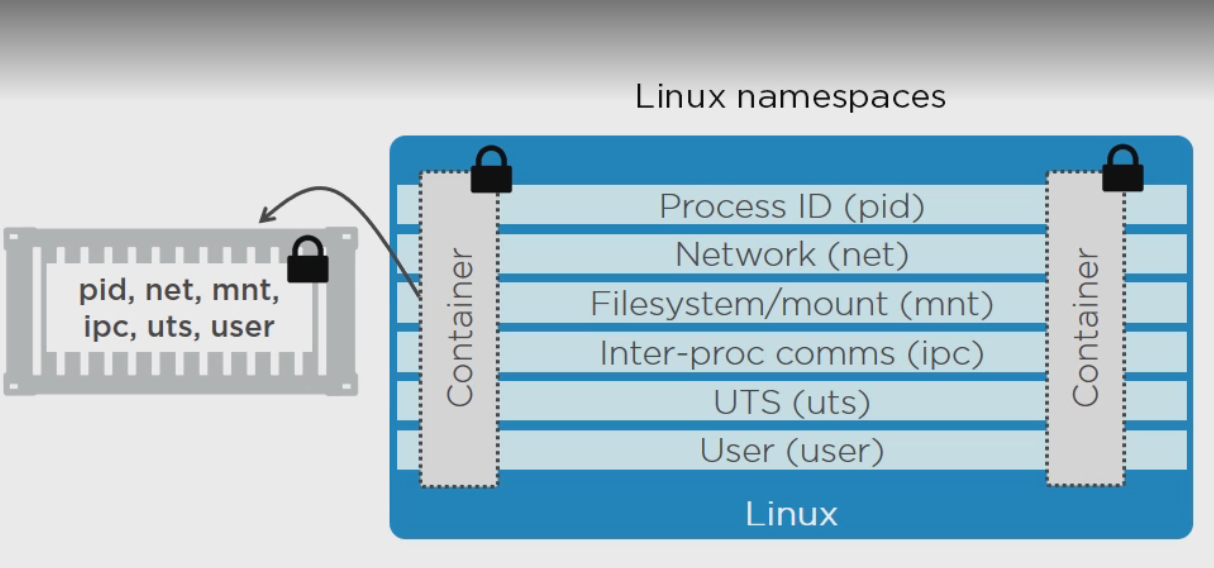 Linux namespaces
pid, net, mnt,
ipc, uts, user
Container
Process ID (pid)
Network (net)
Filesystem/mount (mnt)
Inter-proc comms (ipc)
UTS (uts)
User (user)
Container
Linux